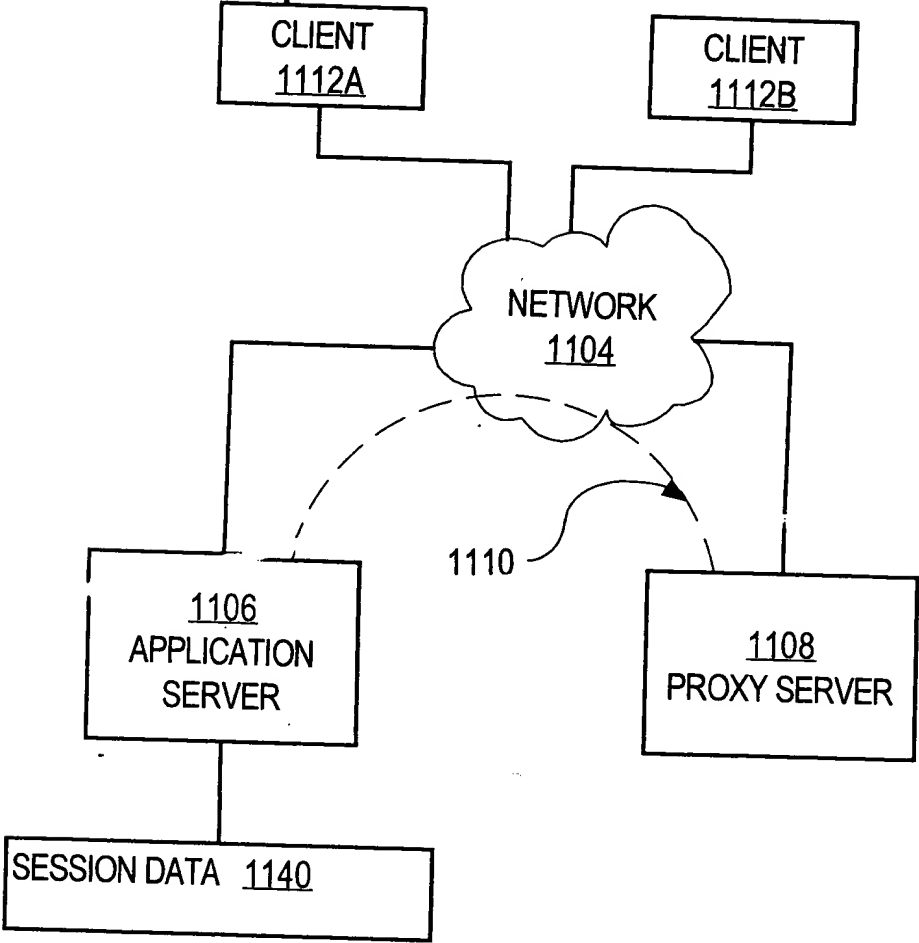 CLIENT
1112A
CLIENT
1112B
NETWORK
1104
1110
1106
APPLICATION
SERVER
1108
PROXY SERVER
SESSION DATA 1140